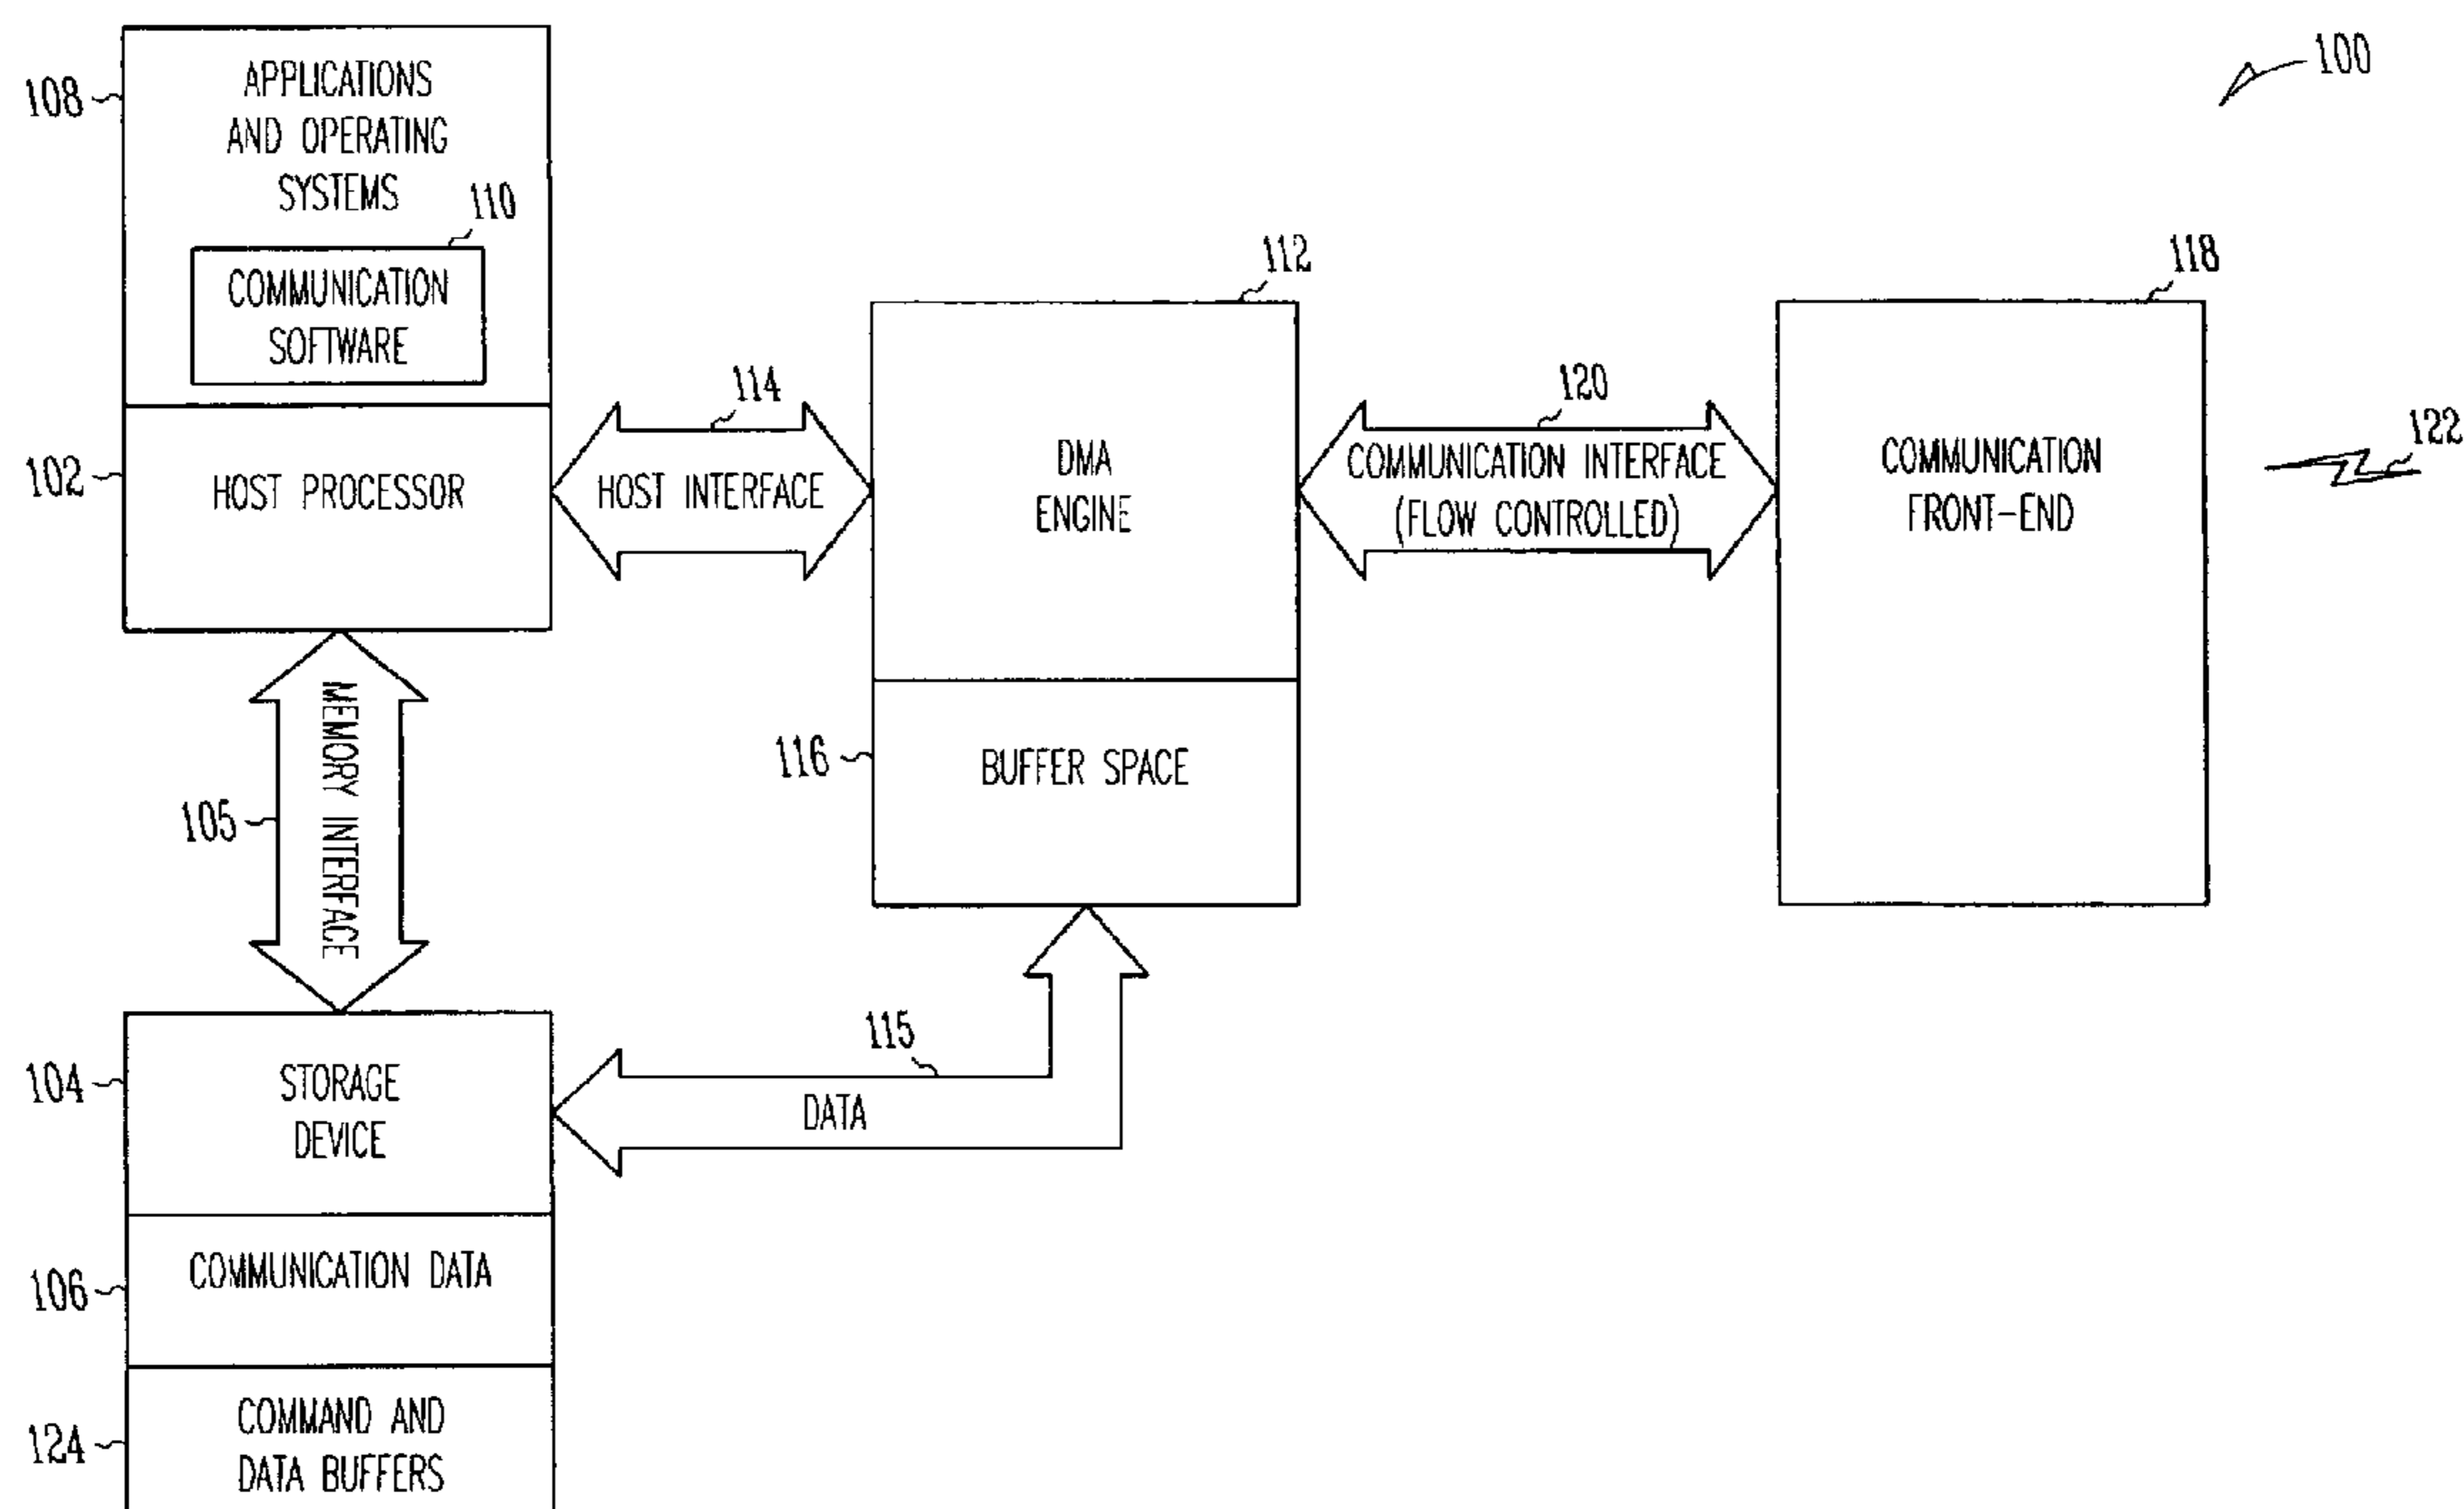 100
108
APPLICATIONS
AND OPERATING
SYSTEMS
110
COMMUNICATION
SOFTWARE
112
118
114
120
122
102
HOST PROCESSOR
HOST INTERFACE
DMA
ENGINE
COMMUNICATION INTERFACE
(FLOW CONTROLLED)
COMMUNICATION
FRONT-END
105
MEMORY INTERFACE
116
BUFFER SPACE
115
104
STORAGE
DEVICE
DATA
106
COMMUNICATION DATA
124
COMMAND AND
DATA BUFFERS